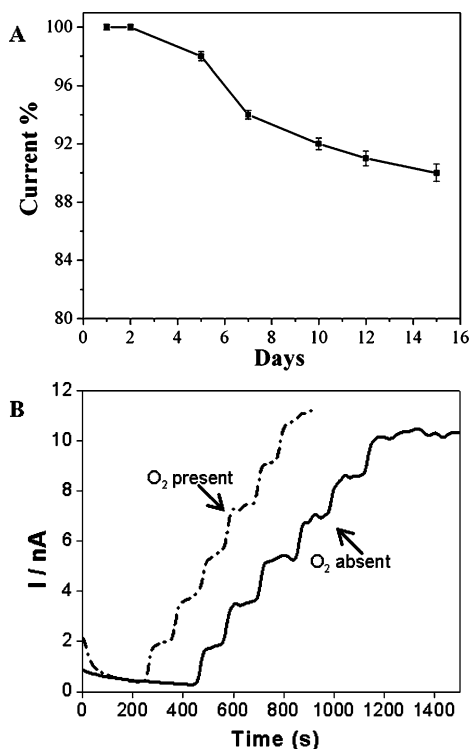 A
100
96
92
88
84
80
Current %
0 2 4 6 8 10 12 14 16
Days
B
12
10
8
6
4
2
0
I / nA
O₂ present
O₂ absent
0 200 400 600 800 1000 1200 1400
Time (s)